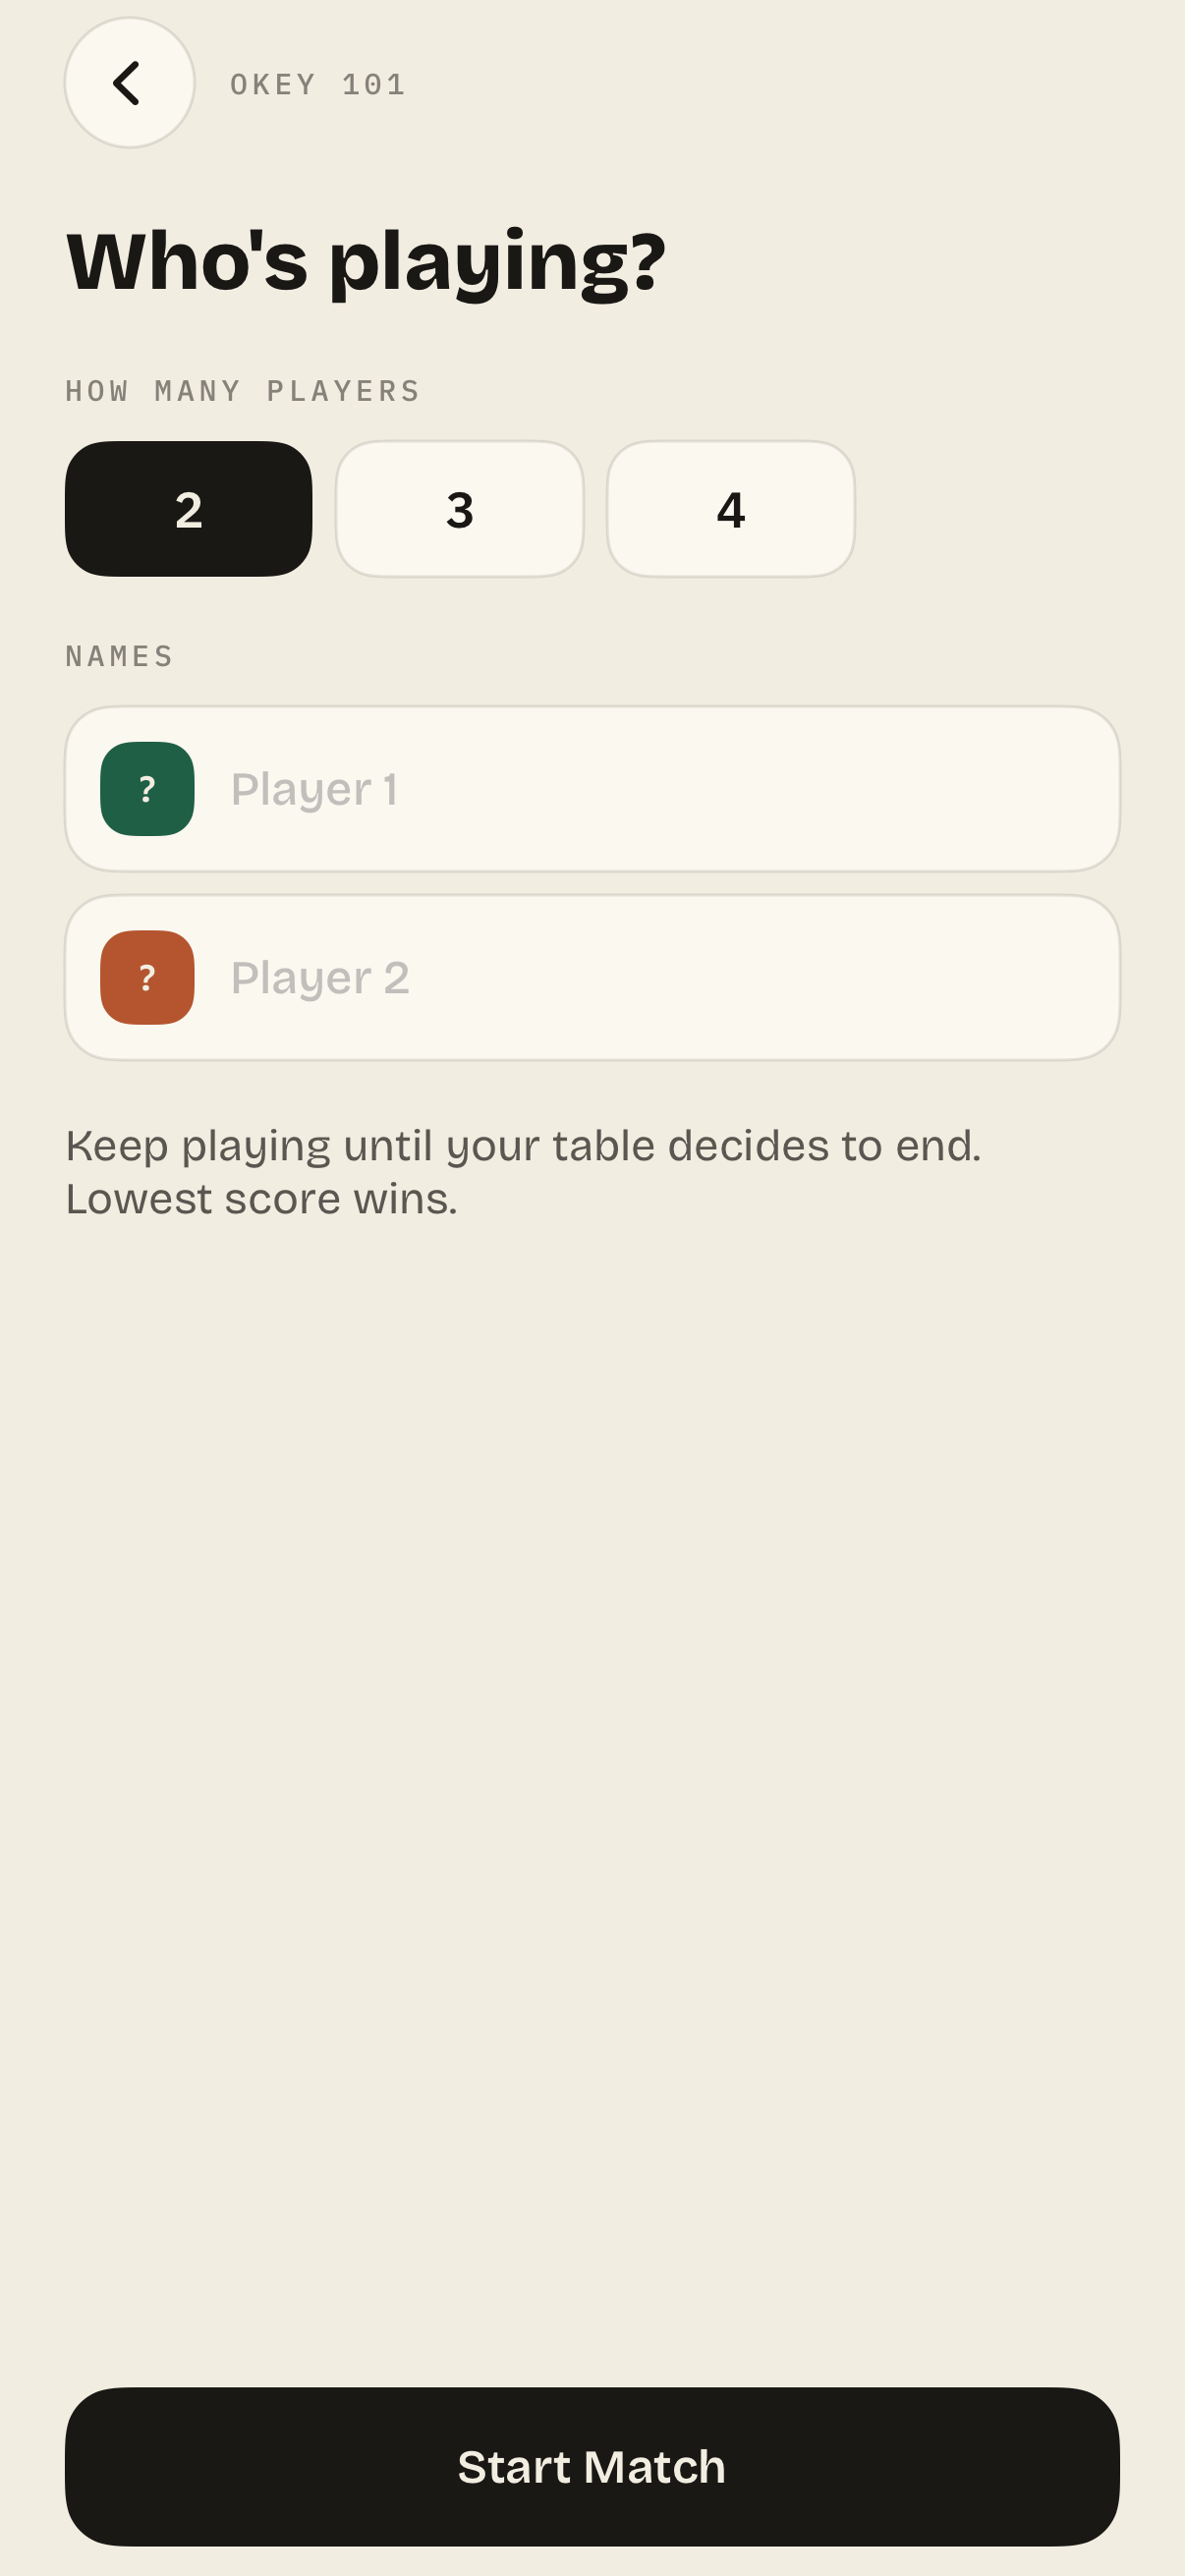 OKEY 101
Who's playing?
HOW MANY PLAYERS
2 3 4
NAMES
? Player 1
? Player 2
Keep playing until your table decides to end.
Lowest score wins.
Start Match